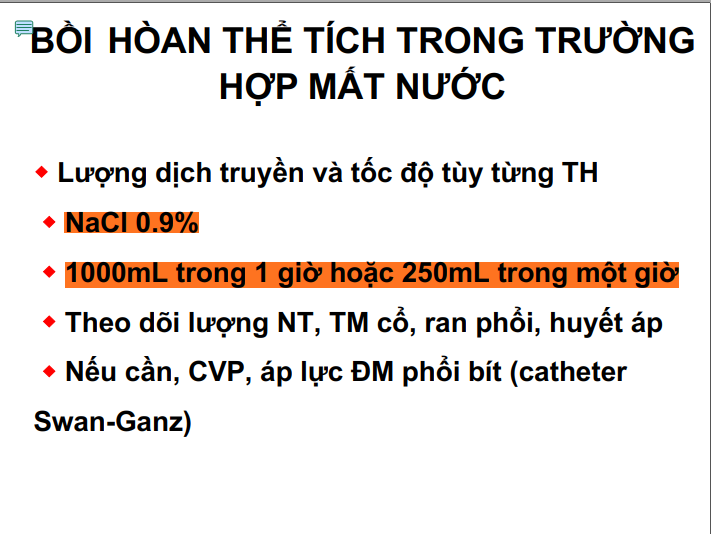 BỒI HÒAN THỂ TÍCH TRONG TRƯỜNG
HỢP MẤT NƯỚC
Lượng dịch truyền và tốc độ tùy từng TH
NaCl 0.9%
1000mL trong 1 giờ hoặc 250mL trong một giờ
Theo dõi lượng NT, TM cổ, ran phổi, huyết áp
Nếu cần, CVP, áp lực ĐM phổi bít (catheter
Swan-Ganz)